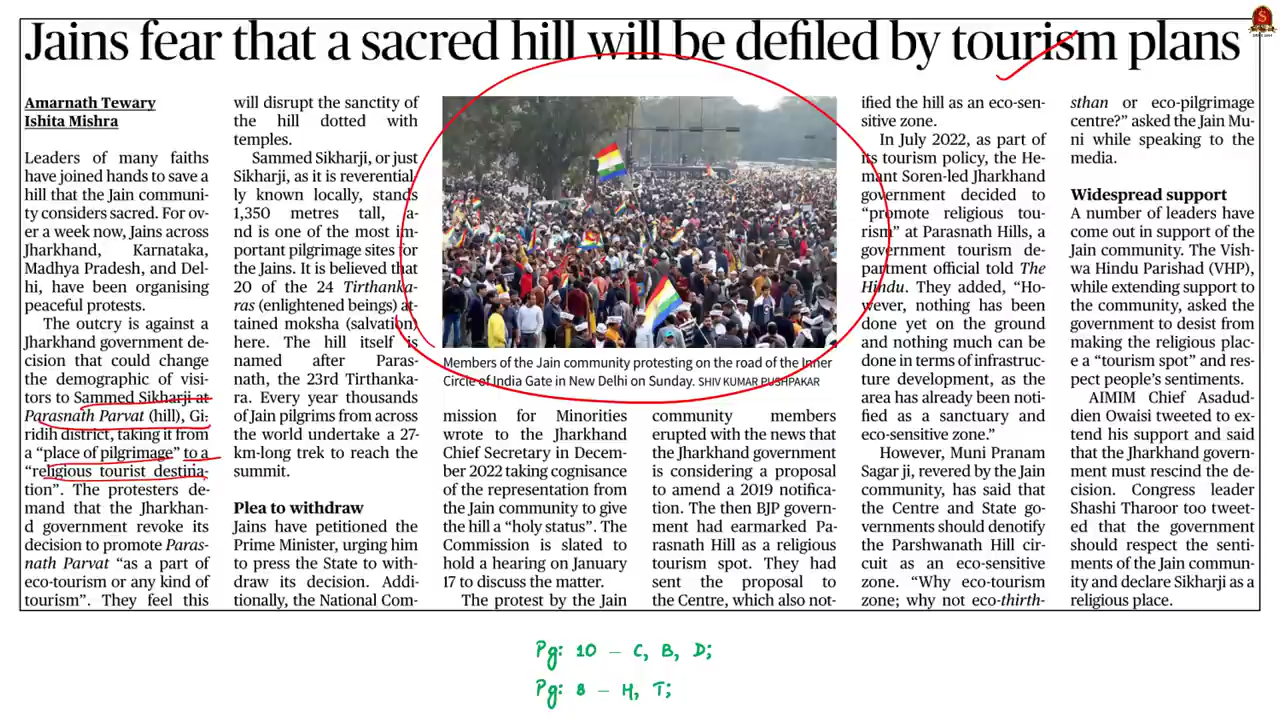 Jains fear that a sacred hill will be defiled by tourism plans
Amarnath Tewary
Ishita Mishra
Leaders of many faiths
have joined hands to save a
hill that the Jain communi-
ty considers sacred. For ov-
er a week now, Jains across
Jharkhand, Karnataka,
Madhya Pradesh, and Del-
hi, have been organising
peaceful protests.
The outcry is against a
Jharkhand government de-
cision that could change
the demographic of visi-
tors to Sammed Sikharji at
Parasnath Parvat (hill), Gi-
ridih district, taking it from
a “place of pilgrimage” to a
“religious tourist destina-
tion”. The protesters de-
mand that the Jharkhan-
d government revoke its
decision to promote Paras-
nath Parvat “as a part of
eco-tourism or any kind of
tourism”. They feel this
will disrupt the sanctity of
the hill dotted with
temples.
Sammed Sikharji, or just
Sikharji, as it is reverential-
ly known locally, stands
1,350 metres tall, a-
nd is one of the most im-
portant pilgrimage sites for
the Jains. It is believed that
20 of the 24 Tirthanka-
ras (enlightened beings) at-
tained moksha (salvation)
here. The hill itself is
named after Paras-
nath, the 23rd Tirthanka-
ra. Every year thousands
of Jain pilgrims from across
the world undertake a 27-
km-long trek to reach the
summit.
Plea to withdraw
Jains have petitioned the
Prime Minister, urging him
to press the State to with-
draw its decision. Addi-
tionally, the National Com-
Members of the Jain community protesting on the road of the Inner
Circle of India Gate in New Delhi on Sunday. SHIV KUMAR PUSHPAKAR
mission for Minorities
wrote to the Jharkhand
Chief Secretary in Decem-
ber 2022 taking cognisance
of the representation from
the Jain community to give
the hill a “holy status”. The
Commission is slated to
hold a hearing on January
17 to discuss the matter.
The protest by the Jain
community members
erupted with the news that
the Jharkhand government
is considering a proposal
to amend a 2019 notifica-
tion. The then BJP govern-
ment had earmarked Pa-
rasnath Hill as a religious
tourism spot. They had
sent the proposal to
the Centre, which also not-
ified the hill as an eco-sen-
sitive zone.
In July 2022, as part of
its tourism policy, the He-
mant Soren-led Jharkhand
government decided to
“promote religious tou-
rism” at Parasnath Hills, a
government tourism de-
partment official told The
Hindu. They added, “Ho-
wever, nothing has been
done yet on the ground
and nothing much can be
done in terms of infrastruc-
ture development, as the
area has already been noti-
fied as a sanctuary and
eco-sensitive zone.”
However, Muni Pranam
Sagar ji, revered by the Jain
community, has said that
the Centre and State go-
vernments should denotify
the Parshwanath Hill cir-
cuit as an eco-sensitive
zone. “Why eco-tourism
zone; why not eco-thirth-
sthan or eco-pilgrimage
centre?” asked the Jain Mu-
ni while speaking to the
media.
Widespread support
A number of leaders have
come out in support of the
Jain community. The Vish-
wa Hindu Parishad (VHP),
while extending support to
the community, asked the
government to desist from
making the religious plac-
e a “tourism spot” and res-
pect people’s sentiments.
AIMIM Chief Asadud-
dien Owaisi tweeted to ex-
tend his support and said
that the Jharkhand govern-
ment must rescind the de-
cision. Congress leader
Shashi Tharoor too tweet-
ed that the government
should respect the senti-
ments of the Jain commun-
ity and declare Sikharji as a
religious place.
Pg: 10 – C, B, D;
Pg: 8 – H, T;